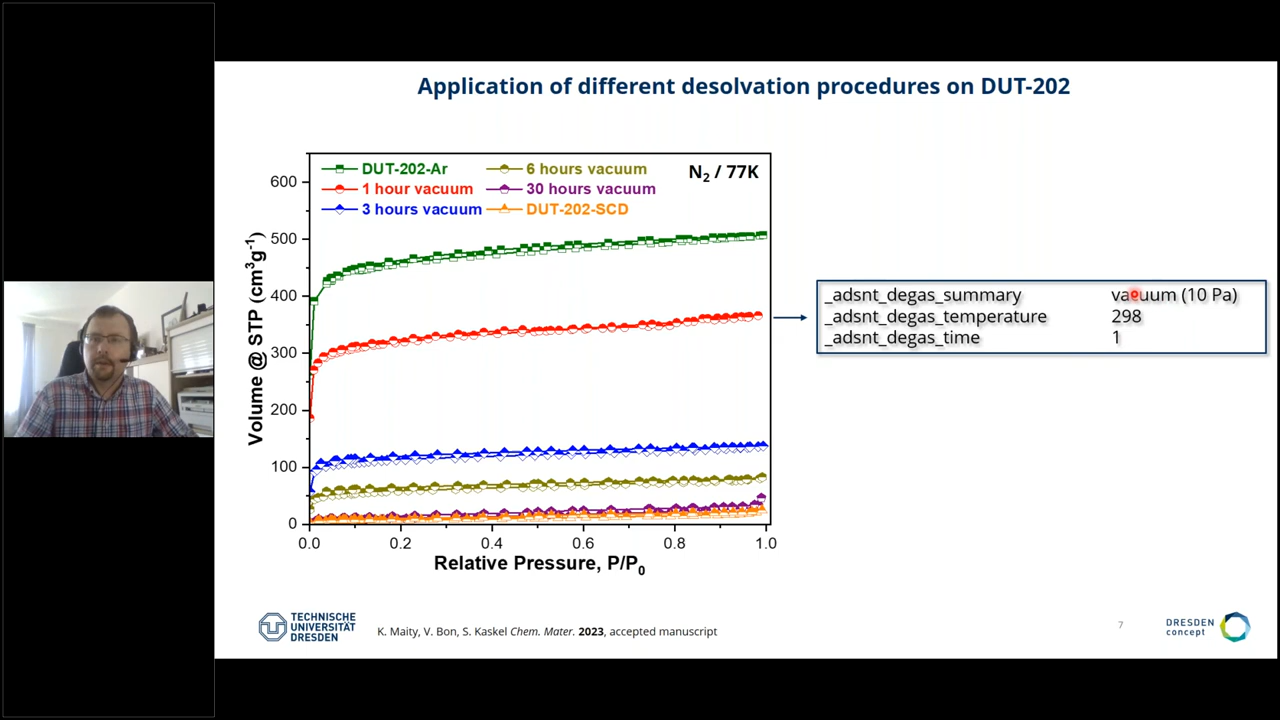 Application of different desolvation procedures on DUT-202
DUT-202-Ar
1 hour vacuum
3 hours vacuum
6 hours vacuum
30 hours vacuum
DUT-202-SCD
N2 / 77K
Volume @ STP (cm3g-1)
600
500
400
300
200
100
0
0.0 0.2 0.4 0.6 0.8 1.0
Relative Pressure, P/P0
_adsnt_degas_summary vacuum (10 Pa)
_adsnt_degas_temperature 298
_adsnt_degas_time 1
TECHNISCHE
UNIVERSITÄT
DRESDEN
K. Maity, V. Bon, S. Kaskel Chem. Mater. 2023, accepted manuscript
7
DRESDEN
concept